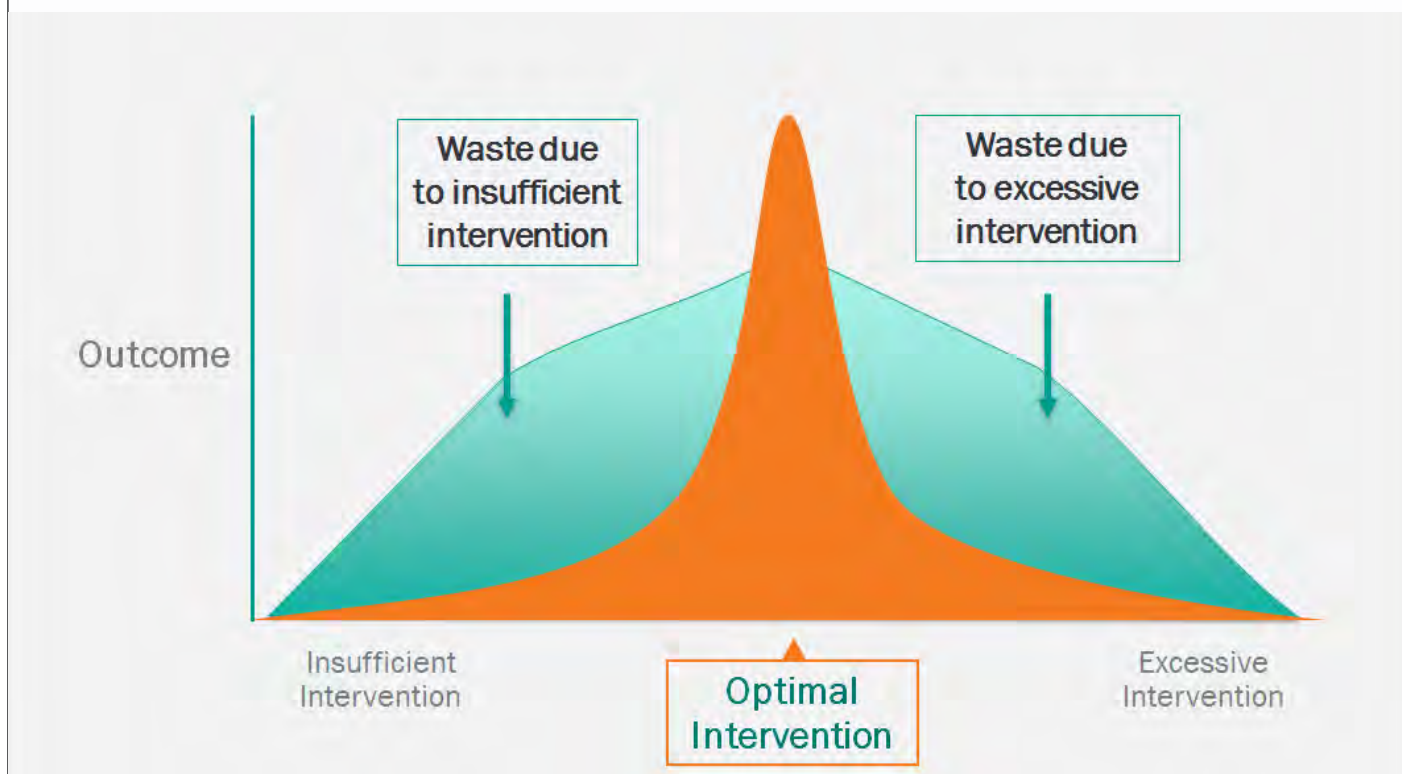 Waste due
to insufficient
intervention
Waste due
to excessive
intervention
Outcome
Insufficient
Intervention
Optimal
Intervention
Excessive
Intervention